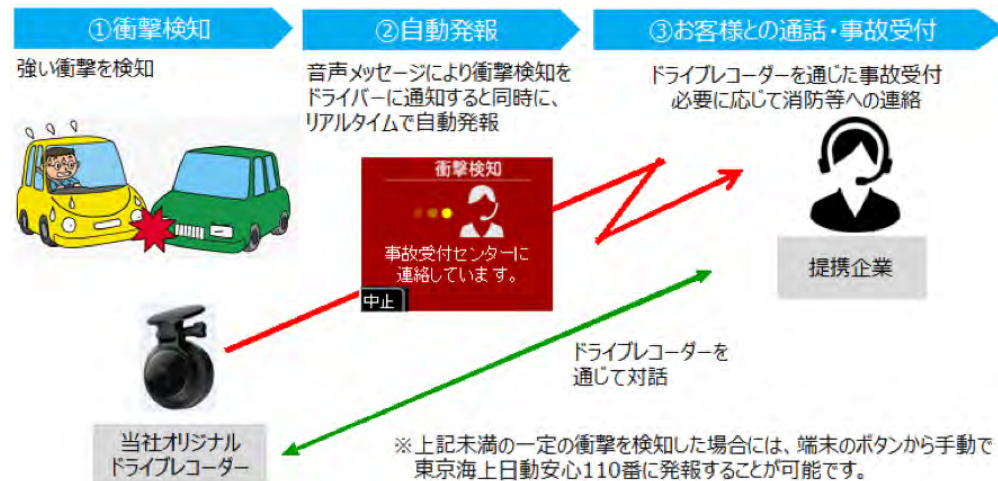 ①衝撃検知
②自動発報
③お客様との通話・事故受付
強い衝撃を検知
音声メッセージにより衝撃検知を
ドライバーに通知すると同時に、
リアルタイムで自動発報
ドライブレコーダーを通じた事故受付
必要に応じて消防等への連絡
衝撃検知
事故受付センターに
連絡しています。
中止
提携企業
ドライブレコーダーを
通じて対話
当社オリジナル
ドライブレコーダー
※上記未満の一定の衝撃を検知した場合には、端末のボタンから手動で
東京海上日動安心110番に発報することが可能です。